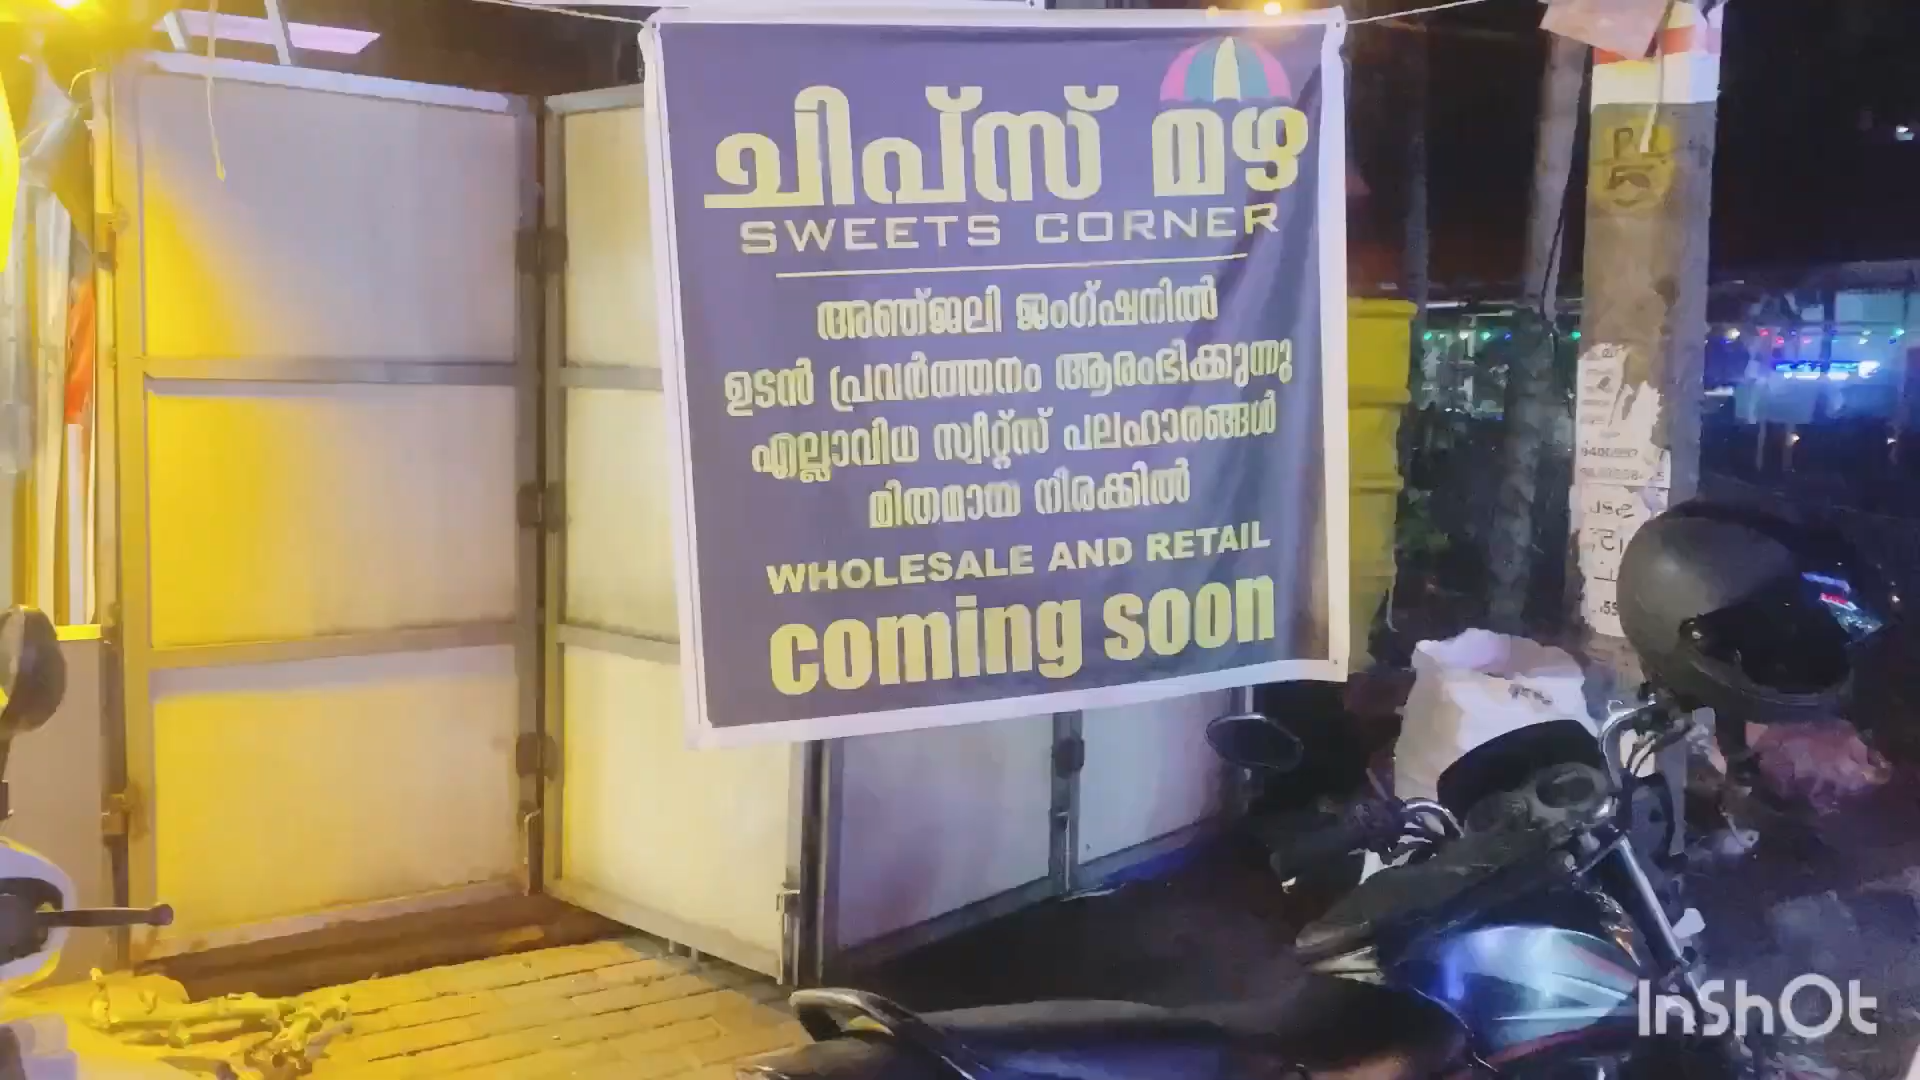 ചിപ്സ് മഴ
SWEETS CORNER
അഞ്ജലി ജംഗ്ഷനിൽ
ഉടൻ പ്രവർത്തനം ആരംഭിക്കുന്നു
എല്ലാവിധ സ്വീറ്റ്സ് പലഹാരങ്ങൾ
മിതമായ നിരക്കിൽ
WHOLESALE AND RETAIL
coming soon
InShOt